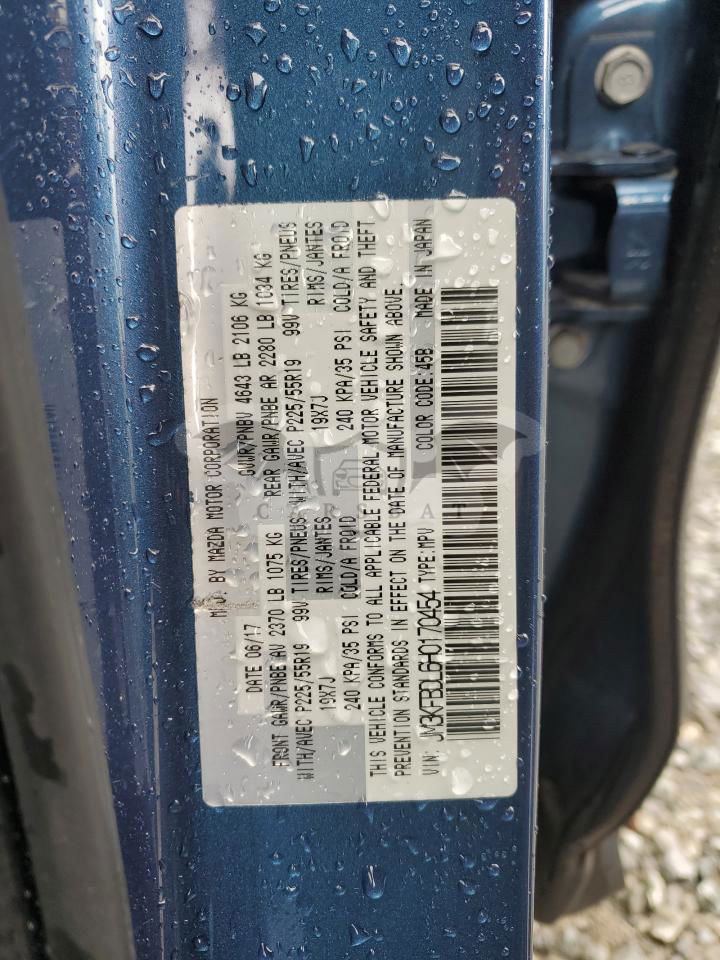 MFD. BY MAZDA MOTOR CORPORATION
DATE 06/17 GVWR/PNBV 4643 LB 2106 KG
FRONT GAWR/PNBE AV 2370 LB 1075 KG REAR GAWR/PNBE AR 2280 LB 1034 KG
WITH/AVEC P225/55R19 99V TIRES/PNEUS WITH/AVEC P225/55R19 99V TIRES/PNEUS
19X7J RIMS/JANTES 19X7J RIMS/JANTES
240 KPA/35 PSI COLD/A FROID 240 KPA/35 PSI COLD/A FROID
THIS VEHICLE CONFORMS TO ALL APPLICABLE FEDERAL MOTOR VEHICLE SAFETY AND THEFT
PREVENTION STANDARDS IN EFFECT ON THE DATE OF MANUFACTURE SHOWN ABOVE.
VIN: JM3KFBDL6H0170454 TYPE:MPV COLOR CODE:45B MADE IN JAPAN
CARSBAT
8